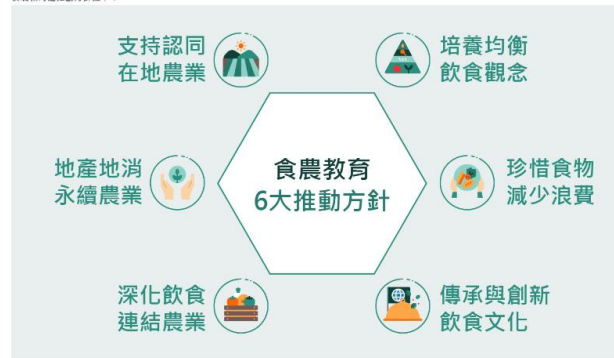 支持認同
在地農業
培養均衡
飲食觀念
地產地消
永續農業
食農教育
6大推動方針
珍惜食物
減少浪費
深化飲食
連結農業
傳承與創新
飲食文化